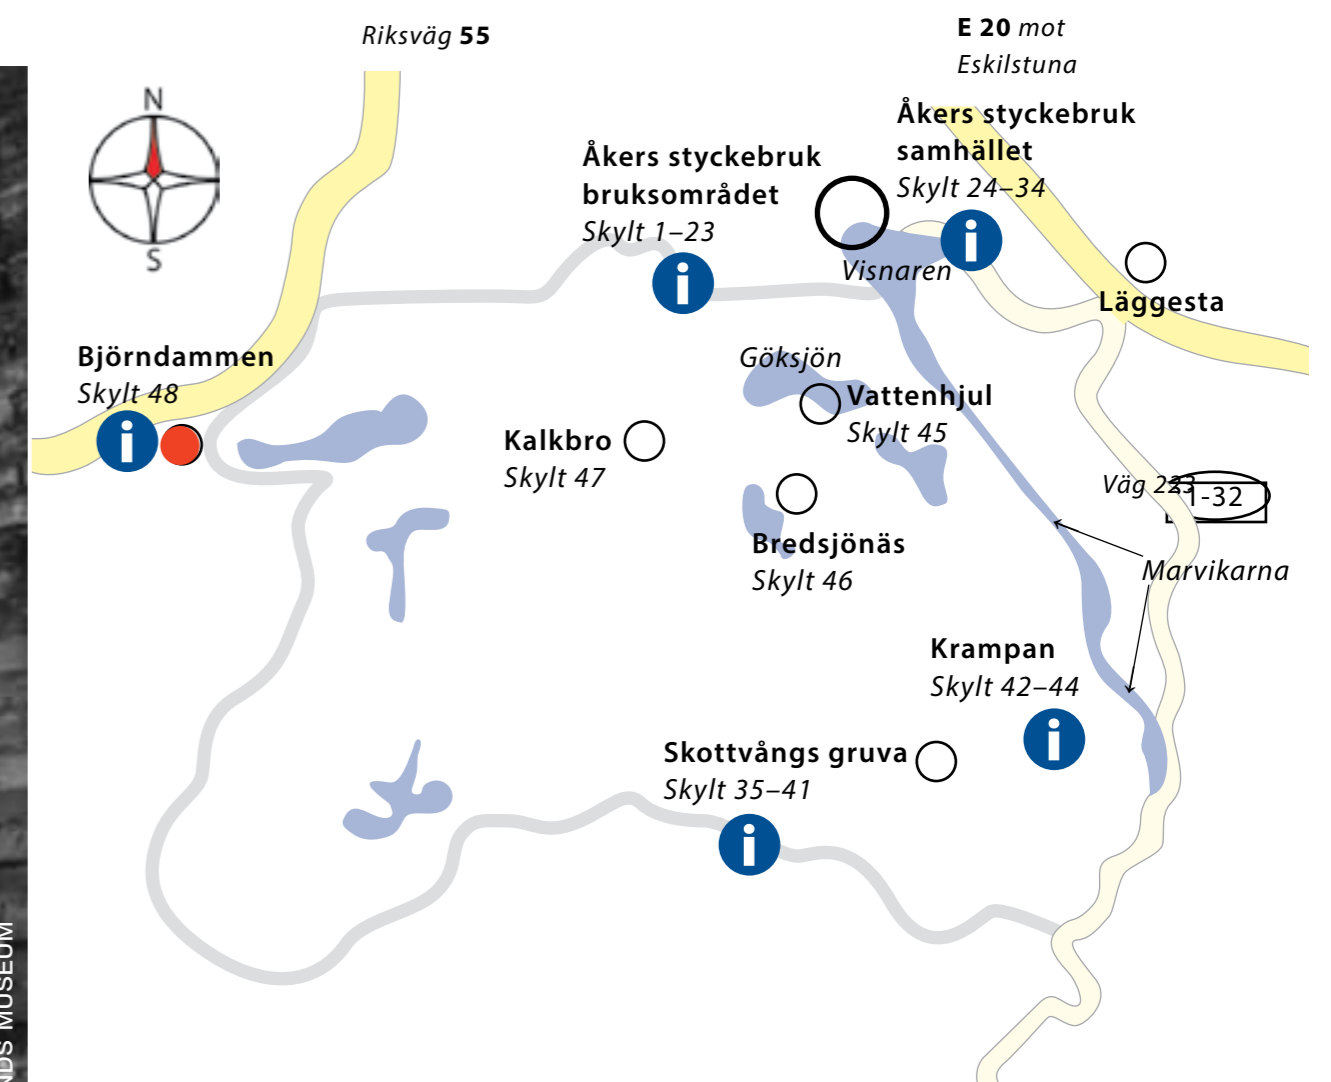 Riksväg 55
E 20 mot
Eskilstuna
N
S
Åkers styckebruk
samhället
Skylt 24–34
Åkers styckebruk
bruksområdet
Skylt 1–23
i
i
Visnaren
Läggesta
Björndammen
Skylt 48
i
Göksjön
Vattenhjul
Skylt 45
Kalkbro
Skylt 47
Väg 223
1-32
Bredsjönäs
Skylt 46
Marvikarna
Krampan
Skylt 42–44
i
Skottvångs gruva
Skylt 35–41
i
NDS MUSEUM